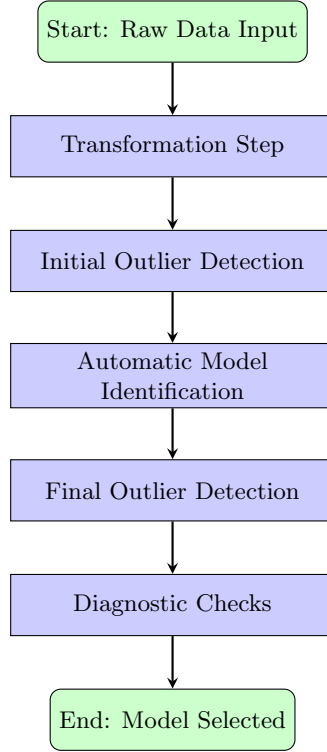 Start: Raw Data Input
Transformation Step
Initial Outlier Detection
Automatic Model
Identification
Final Outlier Detection
Diagnostic Checks
End: Model Selected